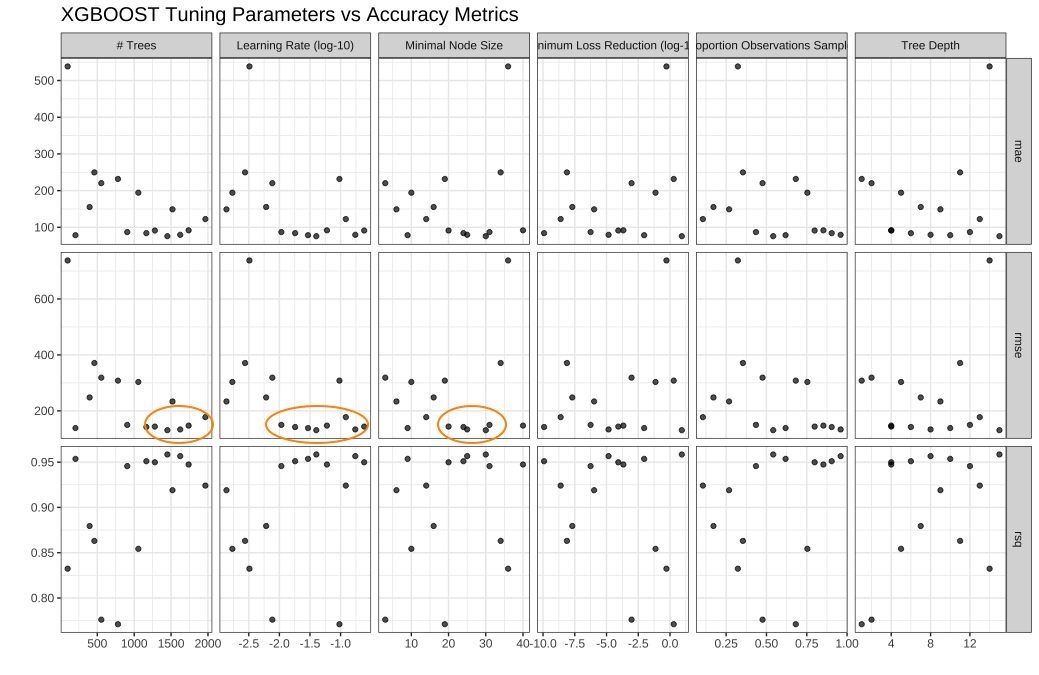 XGBOOST Tuning Parameters vs Accuracy Metrics
# Trees Learning Rate (log-10) Minimal Node Size nimum Loss Reduction (log-1 oportion Observations Sampl Tree Depth
500
400
300
200
100
mae
600
400
200
rmse
0.95
0.90
0.85
0.80
rsq
500 1000 1500 2000 -2.5 -2.0 -1.5 -1.0 10 20 30 40 -10.0 -7.5 -5.0 -2.5 0.0 0.25 0.50 0.75 1.00 4 8 12